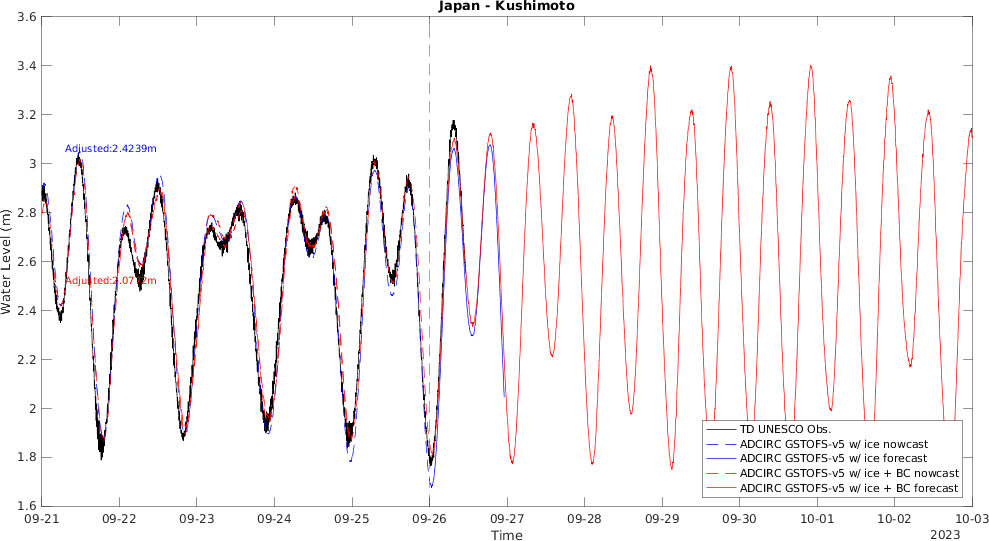 Japan - Kushimoto
3.6
3.4
3.2
3
2.8
2.6
2.4
2.2
2
1.8
1.6
Water Level (m)
Adjusted:2.4239m
TD UNESCO Obs.
ADCIRC GSTOFS-v5 w/ ice nowcast
ADCIRC GSTOFS-v5 w/ ice forecast
ADCIRC GSTOFS-v5 w/ ice + BC nowcast
ADCIRC GSTOFS-v5 w/ ice + BC forecast
09-21 09-22 09-23 09-24 09-25 09-26 09-27 09-28 09-29 09-30 10-01 10-02 10-03
Time
2023